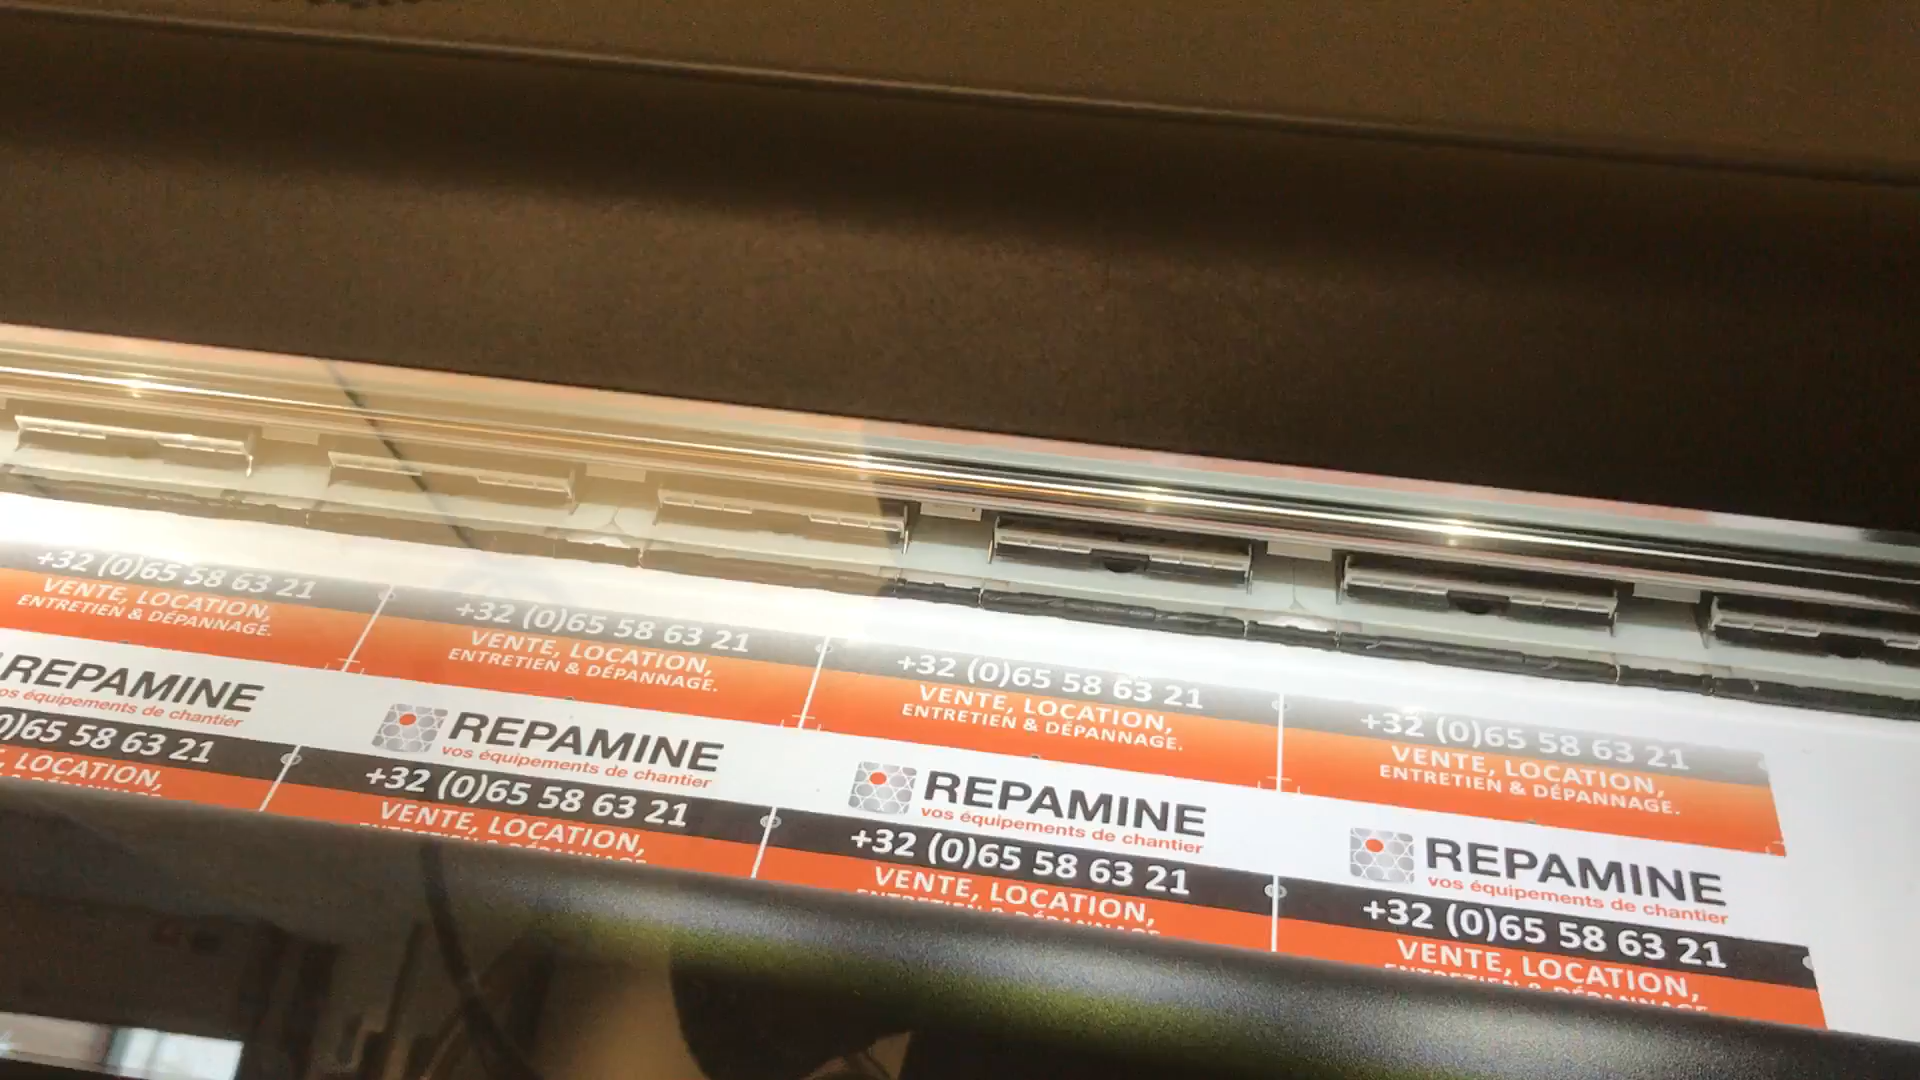 +32 (0)65 58 63 21
VENTE, LOCATION,
ENTRETIEN & DÉPANNAGE.
+32 (0)65 58 63 21
VENTE, LOCATION,
ENTRETIEN & DÉPANNAGE.
+32 (0)65 58 63 21
VENTE, LOCATION,
ENTRETIEN & DÉPANNAGE.
+32 (0)65 58 63 21
VENTE, LOCATION,
ENTRETIEN & DÉPANNAGE.
REPAMINE
vos équipements de chantier
0)65 58 63 21
LOCATION,
REPAMINE
vos équipements de chantier
+32 (0)65 58 63 21
VENTE, LOCATION,
REPAMINE
vos équipements de chantier
+32 (0)65 58 63 21
VENTE, LOCATION,
ENTRETIEN & DÉPANNAGE
REPAMINE
vos équipements de chantier
+32 (0)65 58 63 21
VENTE, LOCATION,
ENTRETIEN & DÉPANNAGE